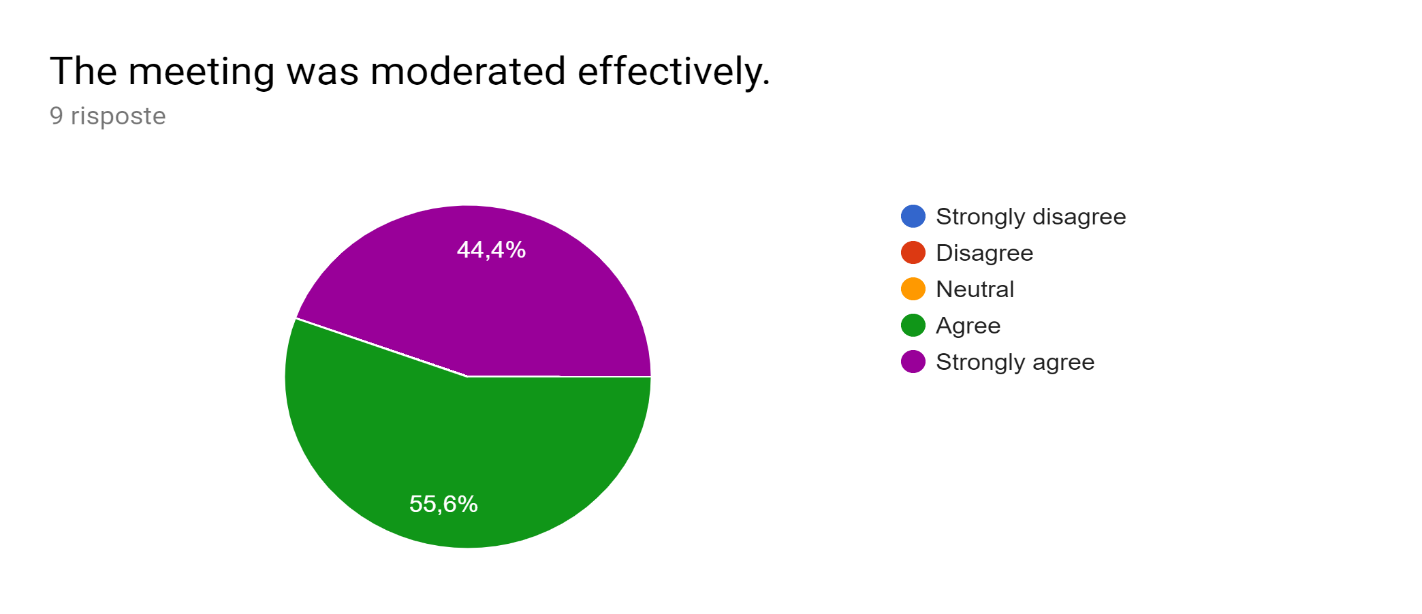 The meeting was moderated effectively.
9 risposte
44,4%
55,6%
Strongly disagree
Disagree
Neutral
Agree
Strongly agree